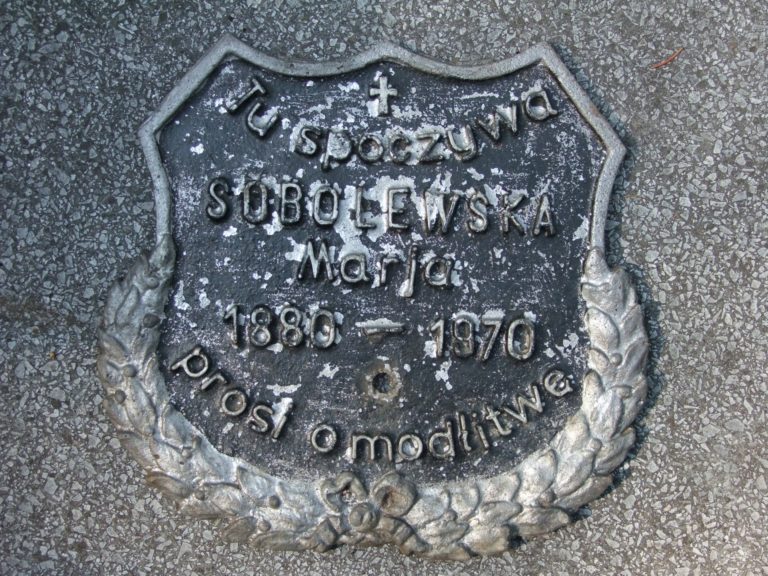 Tu spoczywa
SOBOLEWSKA
Marja
1880 — 1970
prosi o modlitwę